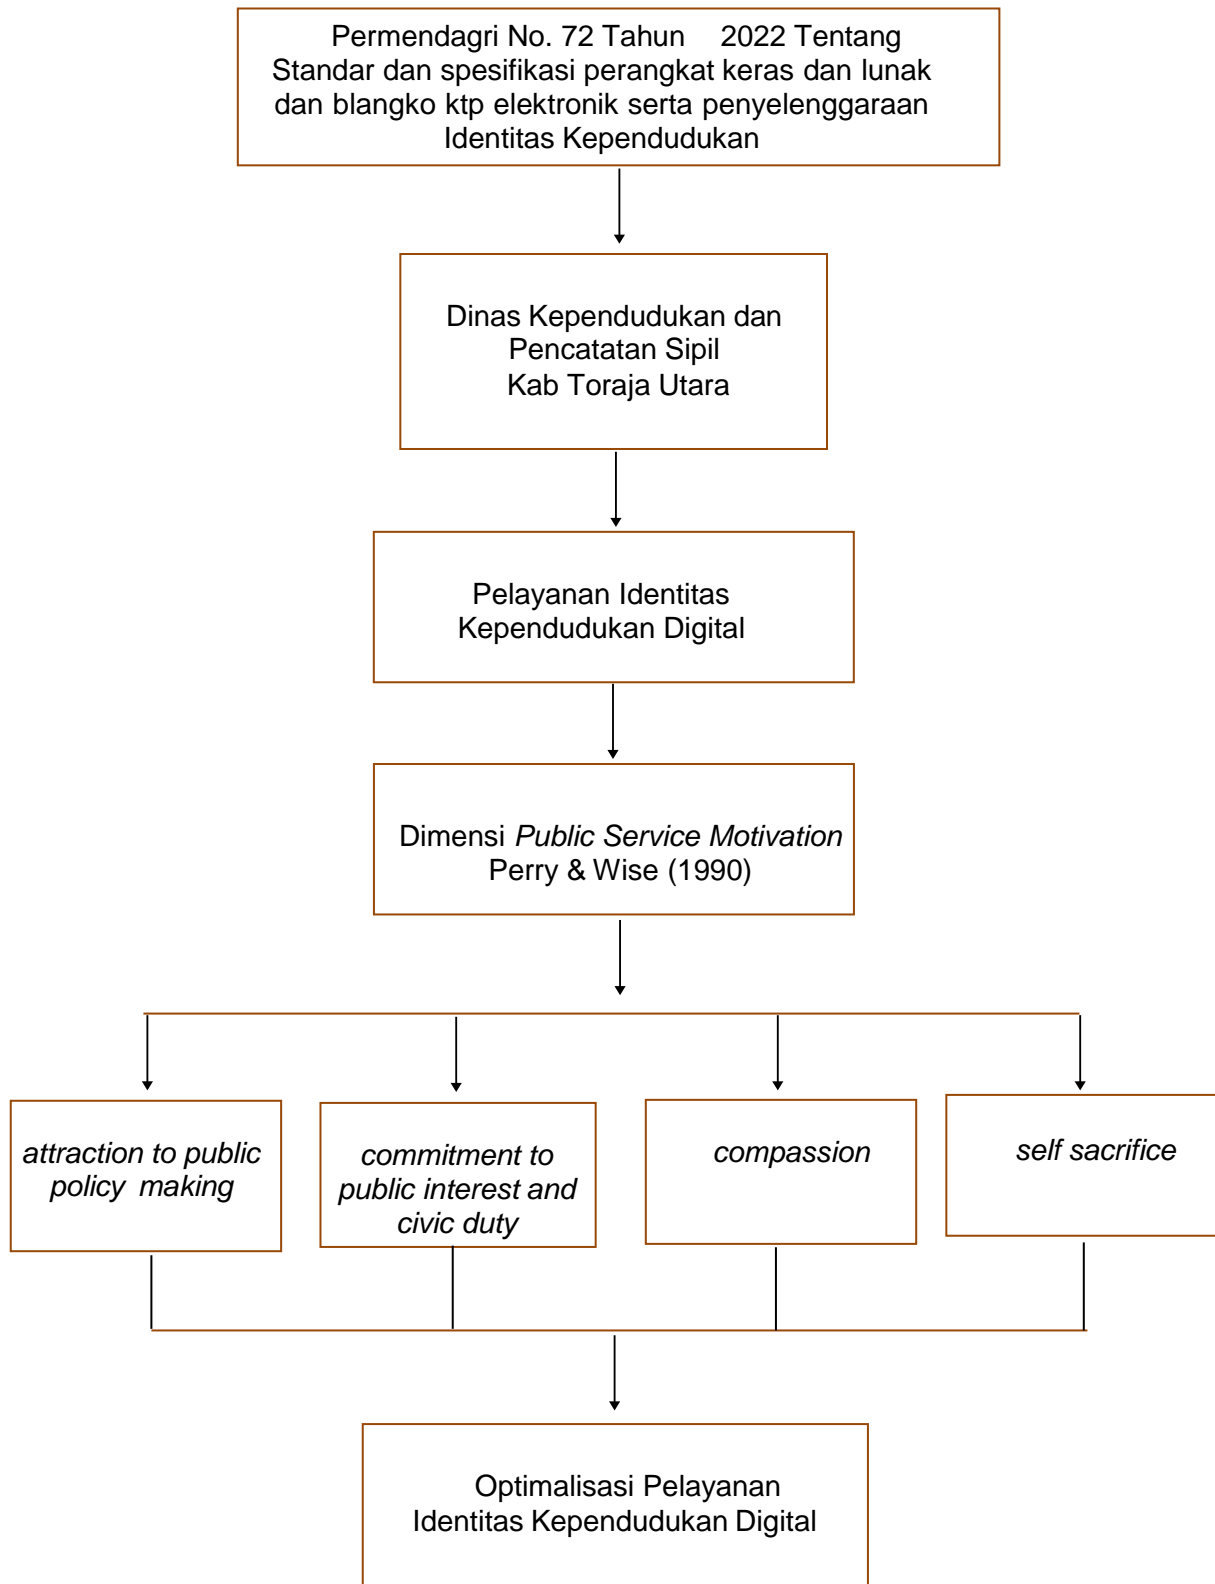 Permendagri No. 72 Tahun 2022 Tentang
Standar dan spesifikasi perangkat keras dan lunak
dan blangko ktp elektronik serta penyelenggaraan
Identitas Kependudukan
Dinas Kependudukan dan
Pencatatan Sipil
Kab Toraja Utara
Pelayanan Identitas
Kependudukan Digital
Dimensi Public Service Motivation
Perry & Wise (1990)
attraction to public
policy making
commitment to
public interest and
civic duty
compassion
self sacrifice
Optimalisasi Pelayanan
Identitas Kependudukan Digital